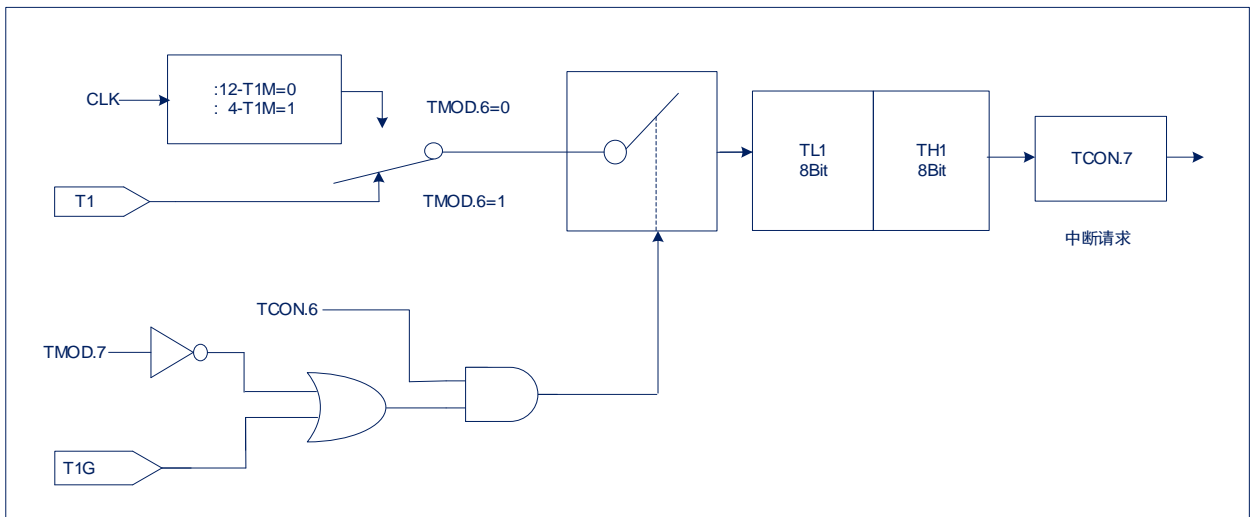 :12-T1M=0
: 4-T1M=1
CLK
TMOD.6=0
T1
TMOD.6=1
TL1
8Bit
TH1
8Bit
TCON.7
中断请求
TCON.6
TMOD.7
T1G